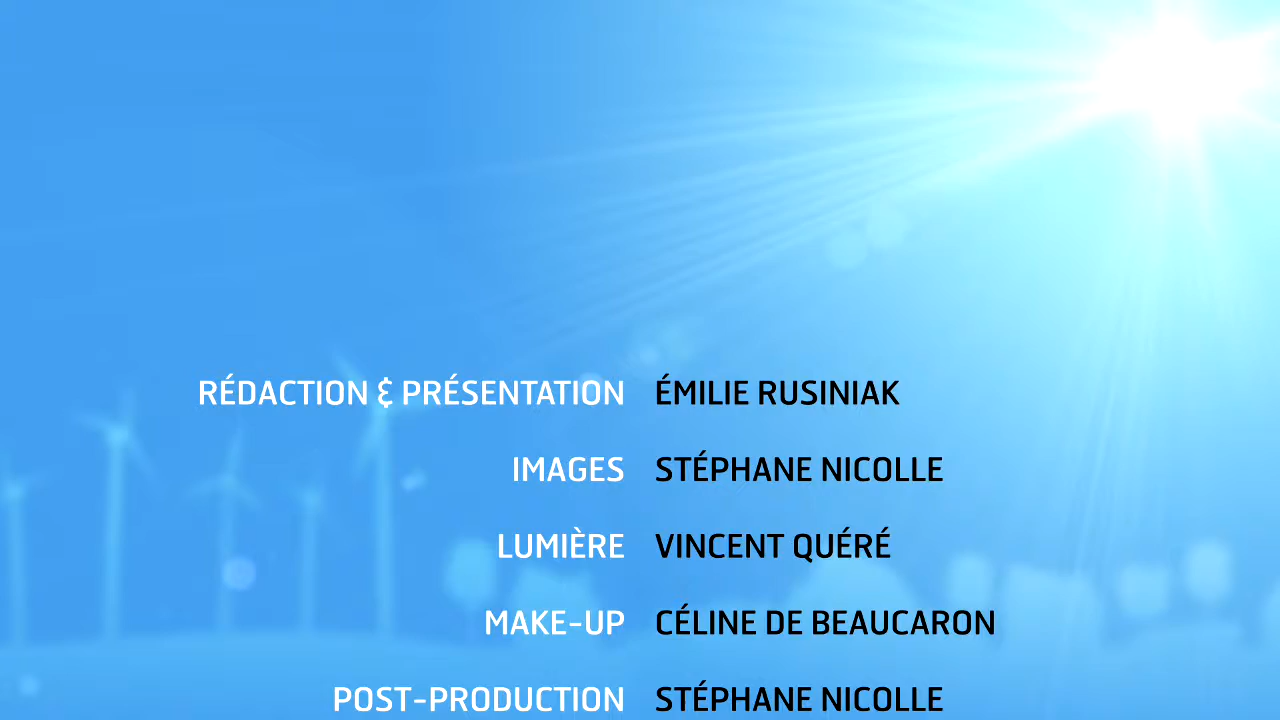 RÉDACTION & PRÉSENTATION ÉMILIE RUSINIAK
IMAGES STÉPHANE NICOLLE
LUMIÈRE VINCENT QUÉRÉ
MAKE-UP CÉLINE DE BEAUCARON
POST-PRODUCTION STÉPHANE NICOLLE